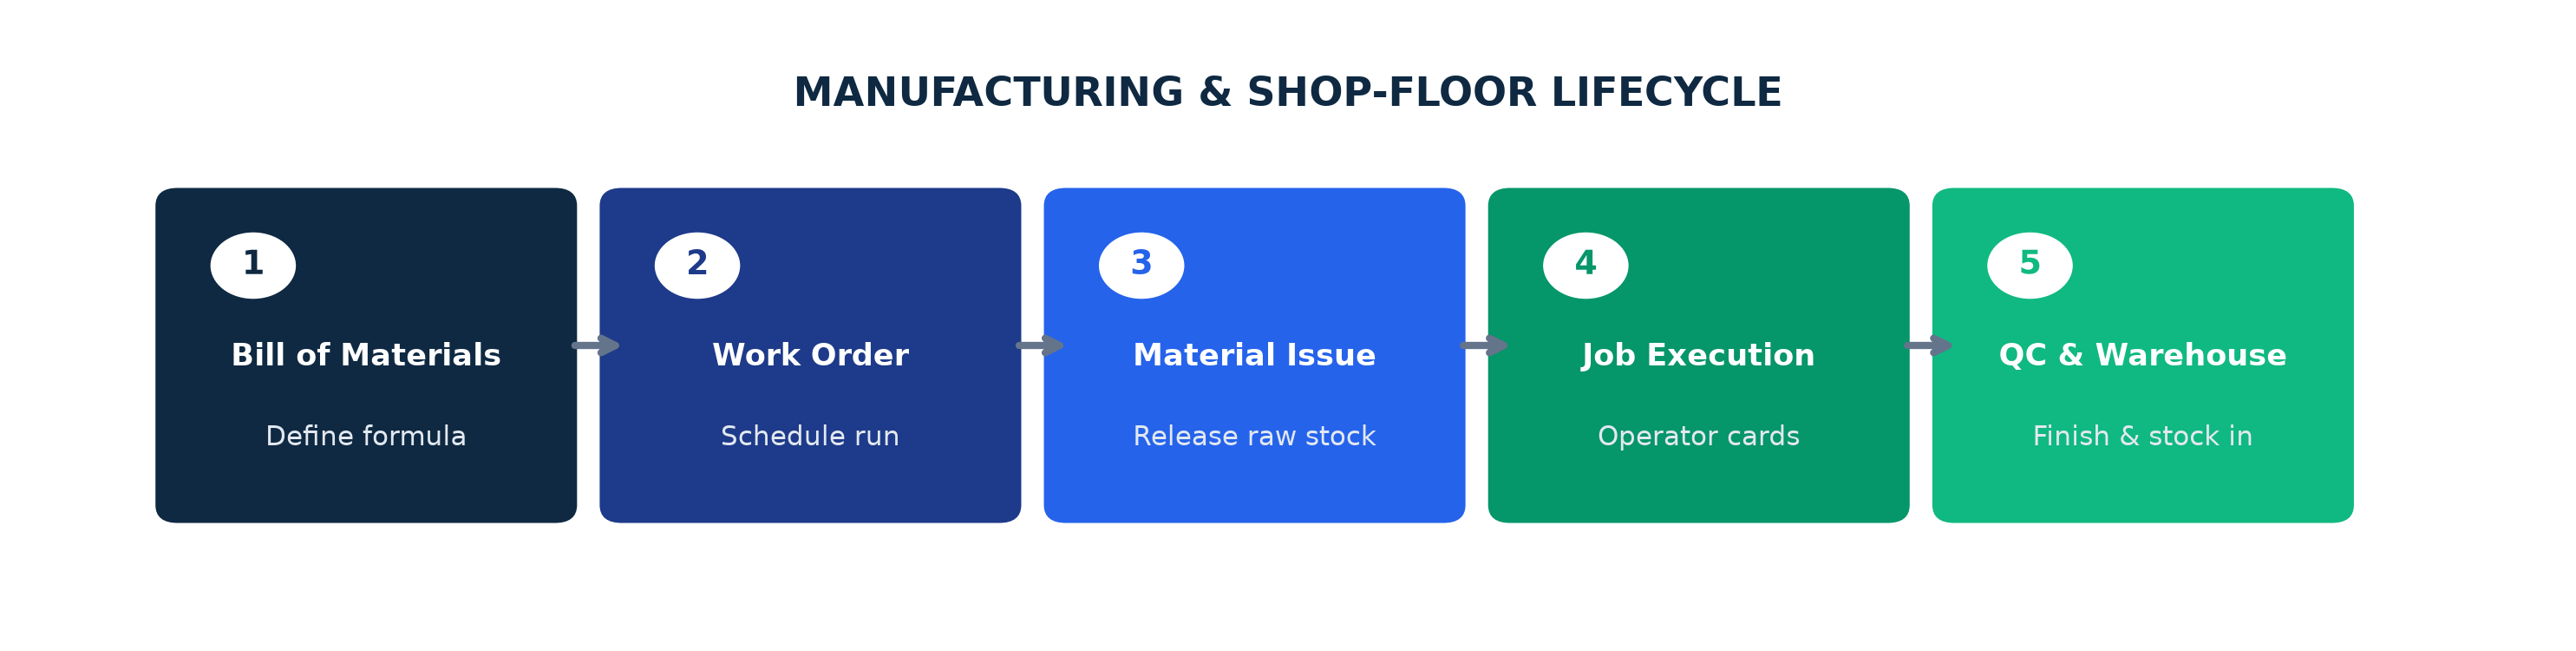 MANUFACTURING & SHOP-FLOOR LIFECYCLE
1
Bill of Materials
Define formula
2
Work Order
Schedule run
3
Material Issue
Release raw stock
4
Job Execution
Operator cards
5
QC & Warehouse
Finish & stock in